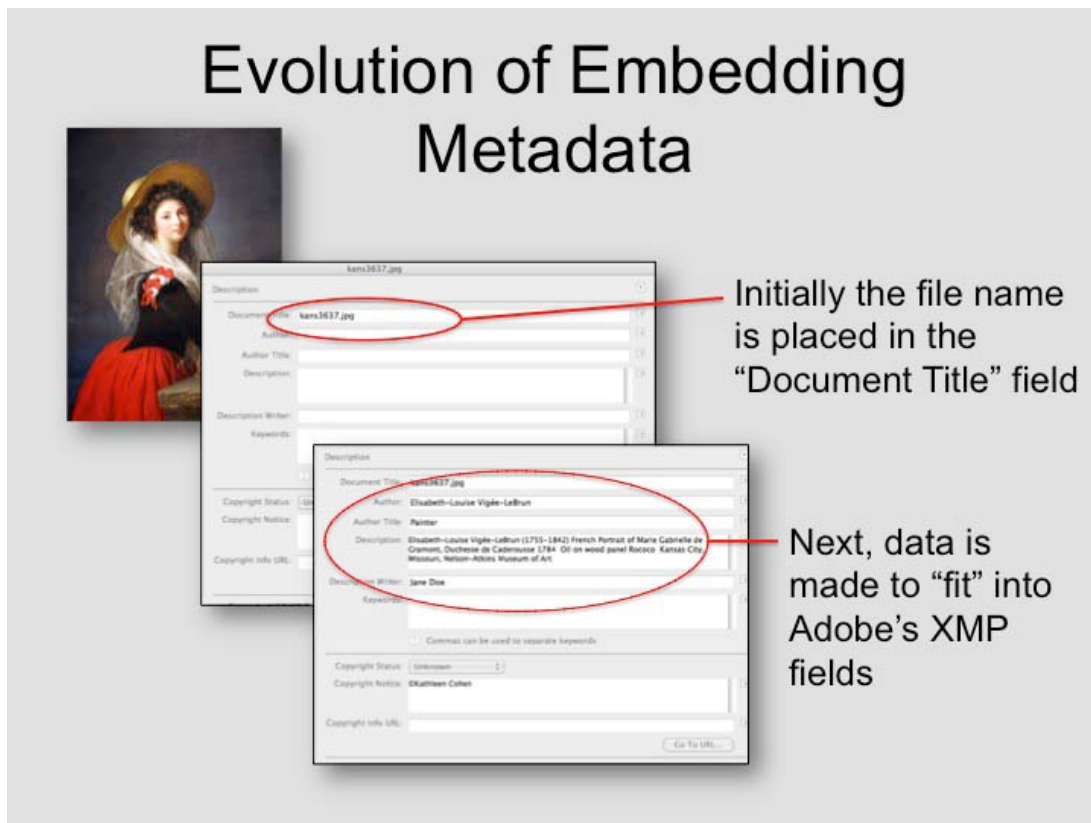 Evolution of Embedding
Metadata
kans3637.jpg
Description
Document Title: kans3637.jpg
Author:
Author Title:
Description:
Description Writer:
Keywords:
Copyright Status:
Copyright Notice:
Copyright Info URL:
Initially the file name
is placed in the
“Document Title” field
Description
Document Title: kans3637.jpg
Author: Elisabeth-Louise Vigée-LeBrun
Author Title: Painter
Description: Elisabeth-Louise Vigée-LeBrun (1755-1842) French Portrait of Marie Gabrielle de
Gramont, Duchesse de Caderousse 1784 Oil on wood panel Rococo Kansas City,
Missouri, Nelson-Atkins Museum of Art
Description Writer: Jane Doe
Keywords:
Commas can be used to separate keywords
Copyright Status: Unknown
Copyright Notice: ©Kathleen Cohen
Copyright Info URL:
Go To URL...
Next, data is
made to “fit” into
Adobe’s XMP
fields